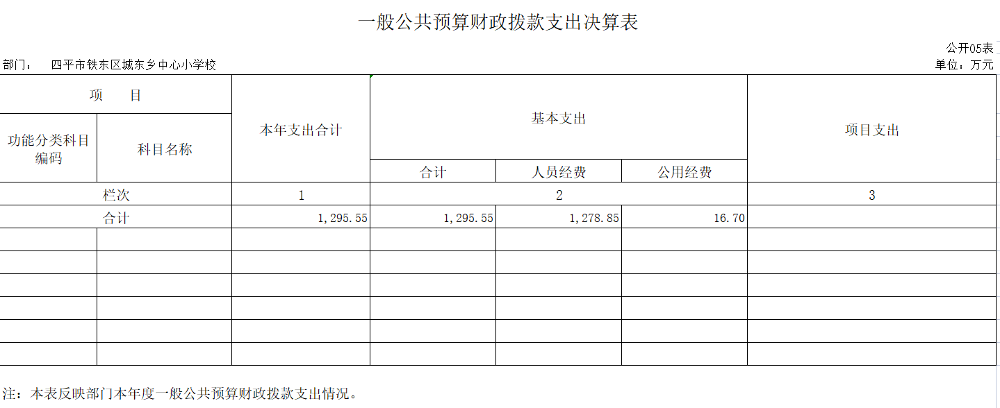 一般公共预算财政拨款支出决算表
公开05表
部门： 四平市铁东区城东乡中心小学校 单位：万元
项 目 本年支出合计 基本支出 项目支出
功能分类科目
编码
科目名称
合计 人员经费 公用经费
栏次 1 2 3
合计 1,295.55 1,295.55 1,278.85 16.70
注：本表反映部门本年度一般公共预算财政拨款支出情况。